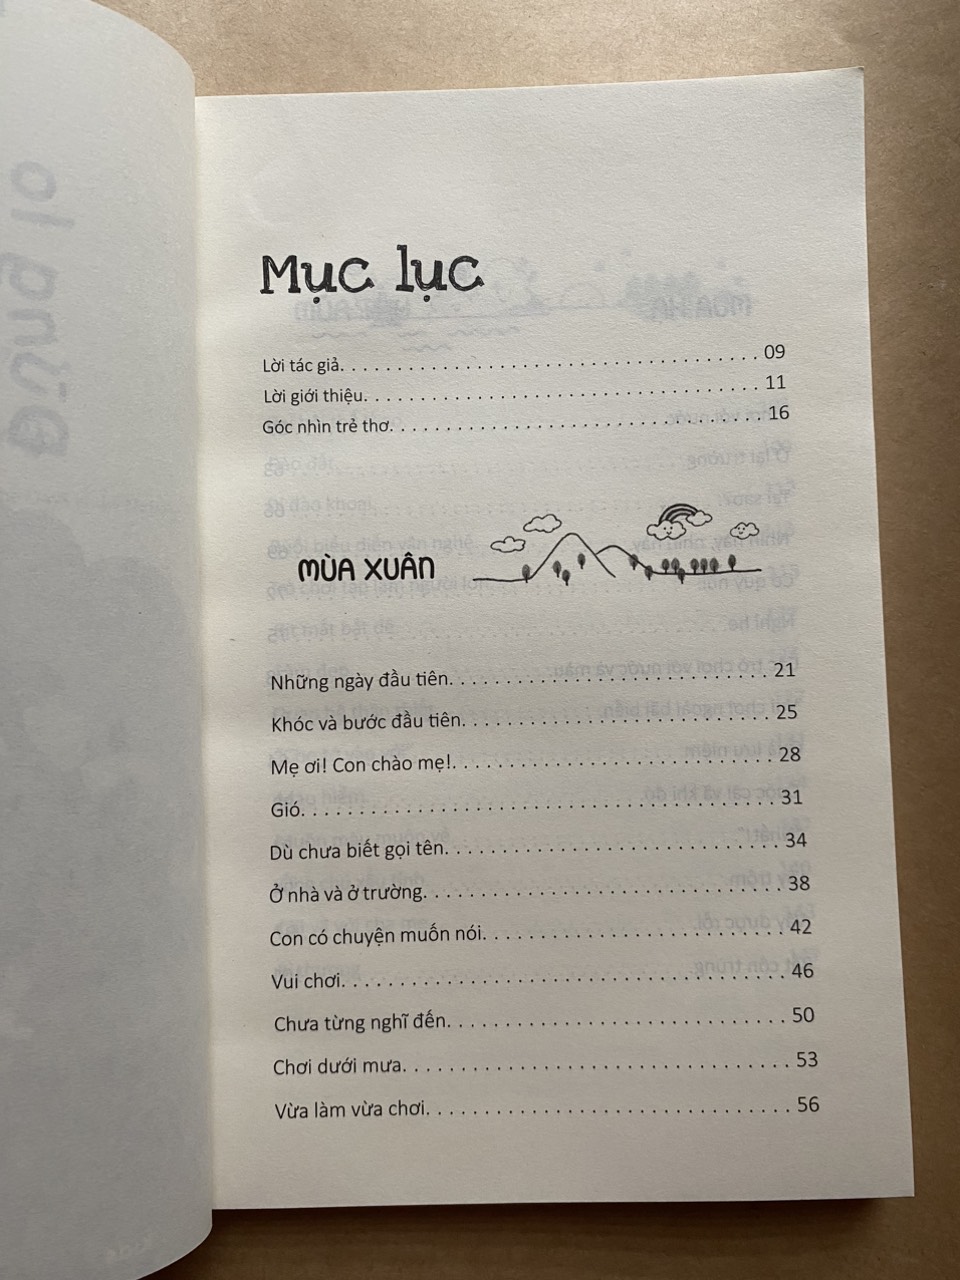 Mục lục
Lời tác giả. . . . . . . . . . . . . . . . . . . . . . . . . . . . . . . . . . . . . 09
Lời giới thiệu. . . . . . . . . . . . . . . . . . . . . . . . . . . . . . . . . . . 11
Góc nhìn trẻ thơ. . . . . . . . . . . . . . . . . . . . . . . . . . . . . . . . . 16
MÙA XUÂN
Những ngày đầu tiên. . . . . . . . . . . . . . . . . . . . . . . . . . . . 21
Khóc và bước đầu tiên. . . . . . . . . . . . . . . . . . . . . . . . . . . 25
Mẹ ơi! Con chào mẹ!. . . . . . . . . . . . . . . . . . . . . . . . . . . . 28
Gió. . . . . . . . . . . . . . . . . . . . . . . . . . . . . . . . . . . . . . . . . . 31
Dù chưa biết gọi tên. . . . . . . . . . . . . . . . . . . . . . . . . . . . . 34
Ở nhà và ở trường. . . . . . . . . . . . . . . . . . . . . . . . . . . . . . . 38
Con có chuyện muốn nói. . . . . . . . . . . . . . . . . . . . . . . . . . 42
Vui chơi. . . . . . . . . . . . . . . . . . . . . . . . . . . . . . . . . . . . . . 46
Chưa từng nghĩ đến. . . . . . . . . . . . . . . . . . . . . . . . . . . . . 50
Chơi dưới mưa. . . . . . . . . . . . . . . . . . . . . . . . . . . . . . . . . 53
Vừa làm vừa chơi. . . . . . . . . . . . . . . . . . . . . . . . . . . . . . . 56